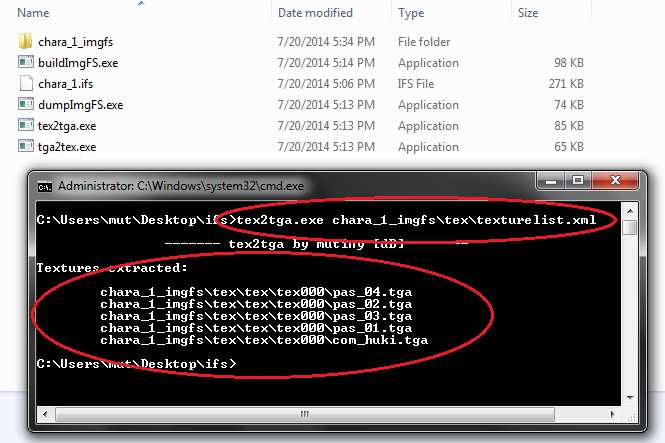 Name Date modified Type Size
chara_1_imgfs 7/20/2014 5:34 PM File folder
buildImgFS.exe 7/20/2014 5:14 PM Application 98 KB
chara_1.ifs 7/20/2014 5:06 PM IFS File 271 KB
dumpImgFS.exe 7/20/2014 5:13 PM Application 74 KB
tex2tga.exe 7/20/2014 5:13 PM Application 85 KB
tga2tex.exe 7/20/2014 5:13 PM Application 65 KB
Administrator: C:\Windows\system32\cmd.exe
C:\Users\mut\Desktop\ifs>tex2tga.exe chara_1_imgfs\tex\texturelist.xml
------- tex2tga by mutiny [dB] --
Textures extracted:
chara_1_imgfs\tex\tex\tex000\pas_04.tga
chara_1_imgfs\tex\tex\tex000\pas_02.tga
chara_1_imgfs\tex\tex\tex000\pas_03.tga
chara_1_imgfs\tex\tex\tex000\pas_01.tga
chara_1_imgfs\tex\tex\tex000\com_huki.tga
C:\Users\mut\Desktop\ifs>